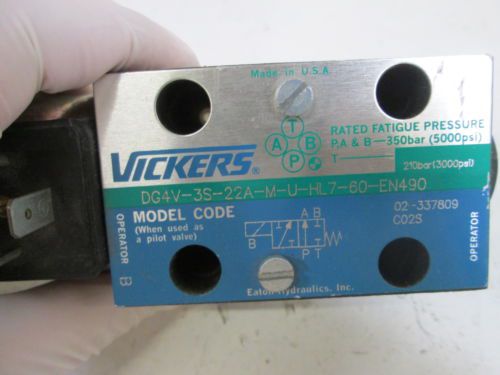 Made in U.S.A
T
A B
P
RATED FATIGUE PRESSURE
P,A & B—350bar (5000psi)
T
210bar(3000psi)
VICKERS®
DG4V-3S-22A-M-U-HL7-60-EN490
MODEL CODE
(When used as
a pilot valve)
02-337809
C02S
A B
B
P T
OPERATOR B
OPERATOR
Eaton Hydraulics, Inc.